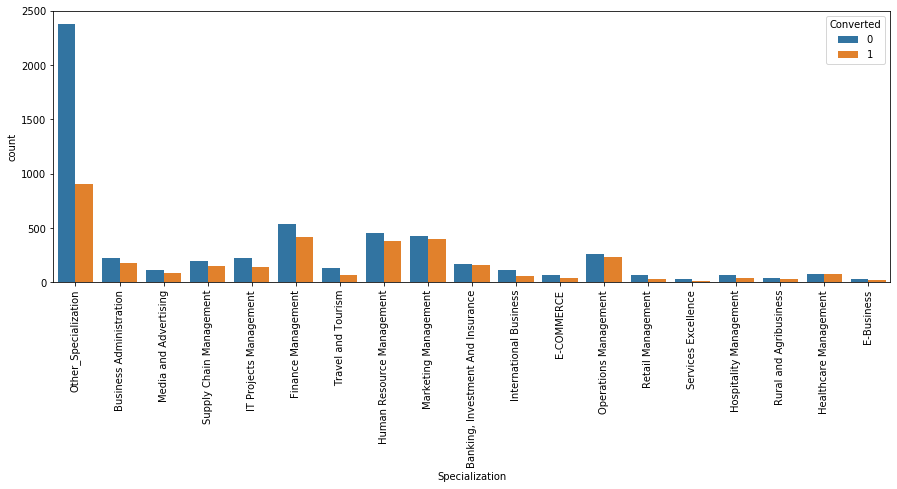 2500
2000
1500
1000
500
0
count
Converted
0
1
Other_Specialization
Business Administration
Media and Advertising
Supply Chain Management
IT Projects Management
Finance Management
Travel and Tourism
Human Resource Management
Marketing Management
Banking, Investment And Insurance
International Business
E-COMMERCE
Operations Management
Retail Management
Services Excellence
Hospitality Management
Rural and Agribusiness
Healthcare Management
E-Business
Specialization